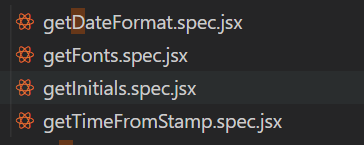 getDateFormat.spec.jsx
getFonts.spec.jsx
getInitials.spec.jsx
getTimeFromStamp.spec.jsx